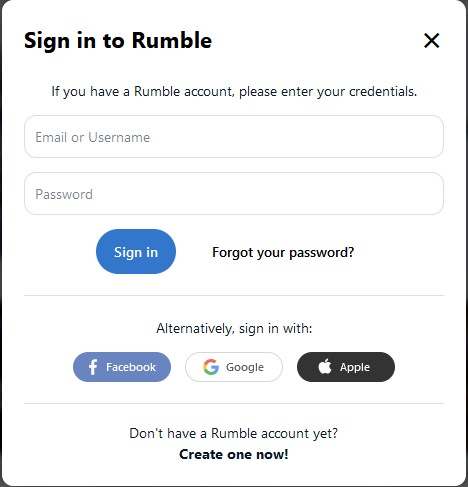 Sign in to Rumble
If you have a Rumble account, please enter your credentials.
Email or Username
Password
Sign in
Forgot your password?
Alternatively, sign in with:
Facebook
Google
Apple
Don't have a Rumble account yet?
Create one now!